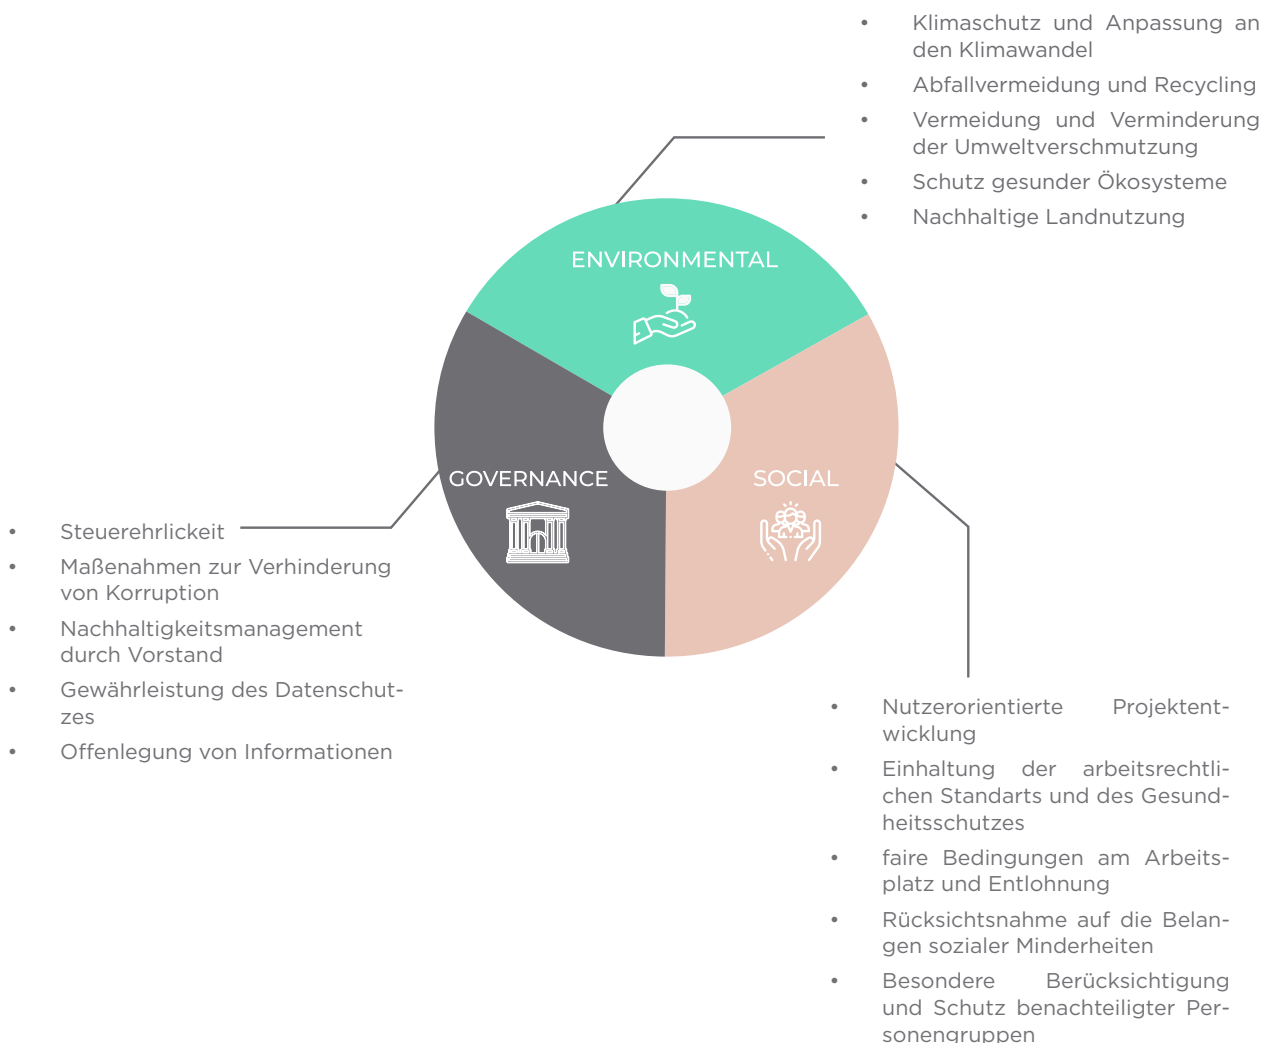 • Klimaschutz und Anpassung an
den Klimawandel
• Abfallvermeidung und Recycling
• Vermeidung und Verminderung
der Umweltverschmutzung
• Schutz gesunder Ökosysteme
• Nachhaltige Landnutzung
ENVIRONMENTAL
GOVERNANCE
SOCIAL
• Steuerehrlickeit
• Maßenahmen zur Verhinderung
von Korruption
• Nachhaltigkeitsmanagement
durch Vorstand
• Gewährleistung des Datenschut-
zes
• Offenlegung von Informationen
• Nutzerorientierte Projektent-
wicklung
• Einhaltung der arbeitsrechtli-
chen Standarts und des Gesund-
heitsschutzes
• faire Bedingungen am Arbeits-
platz und Entlohnung
• Rücksichtsnahme auf die Belan-
gen sozialer Minderheiten
• Besondere Berücksichtigung
und Schutz benachteiligter Per-
sonengruppen